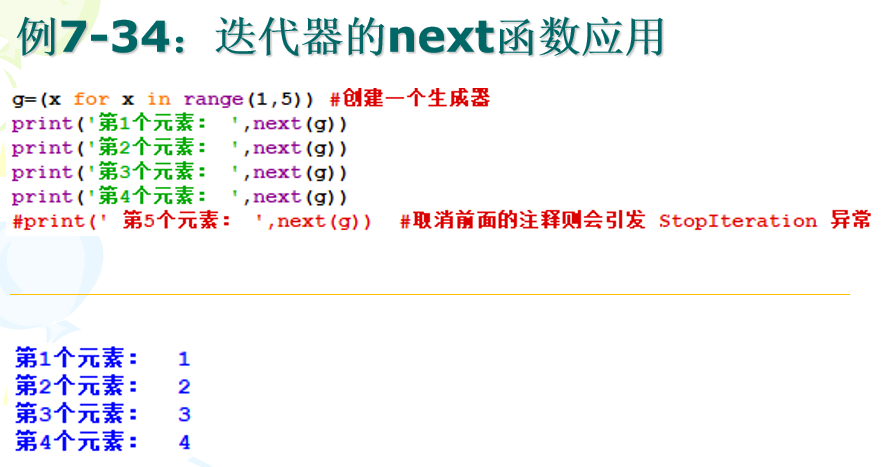 例7-34：迭代器的next函数应用
g=(x for x in range(1,5)) #创建一个生成器
print('第1个元素： ',next(g))
print('第2个元素： ',next(g))
print('第3个元素： ',next(g))
print('第4个元素： ',next(g))
#print(' 第5个元素： ',next(g))  #取消前面的注释则会引发 StopIteration 异常
第1个元素：  1
第2个元素：  2
第3个元素：  3
第4个元素：  4